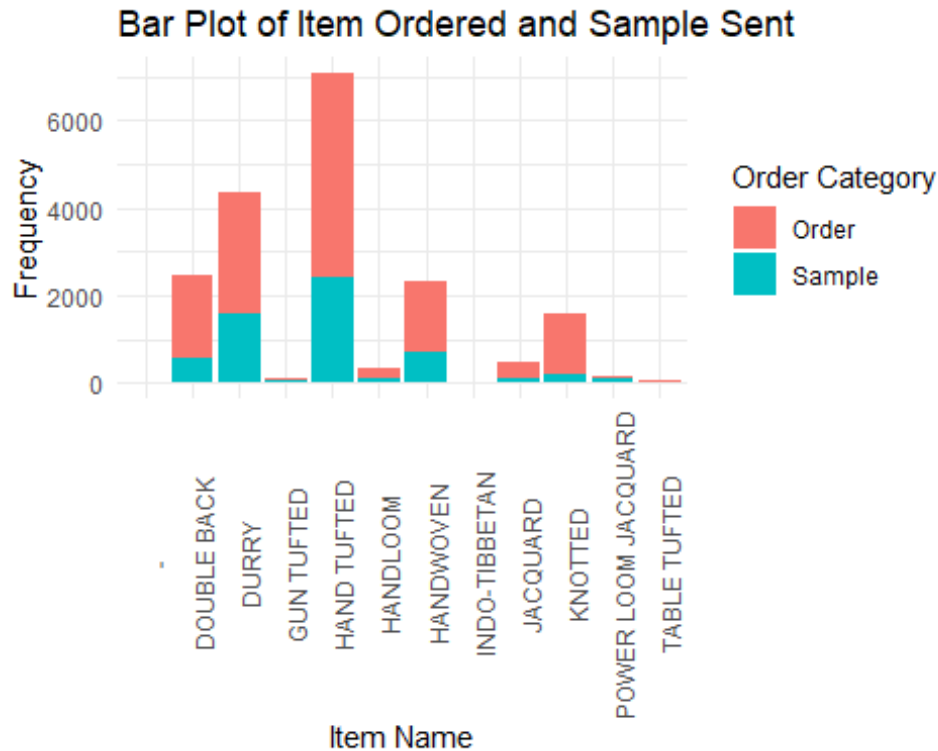 Bar Plot of Item Ordered and Sample Sent
Frequency
6000
4000
2000
0
Order Category
Order
Sample
-
DOUBLE BACK
DURRY
GUN TUFTED
HAND TUFTED
HANDLOOM
HANDWOVEN
INDO-TIBBETAN
JACQUARD
KNOTTED
POWER LOOM JACQUARD
TABLE TUFTED
Item Name